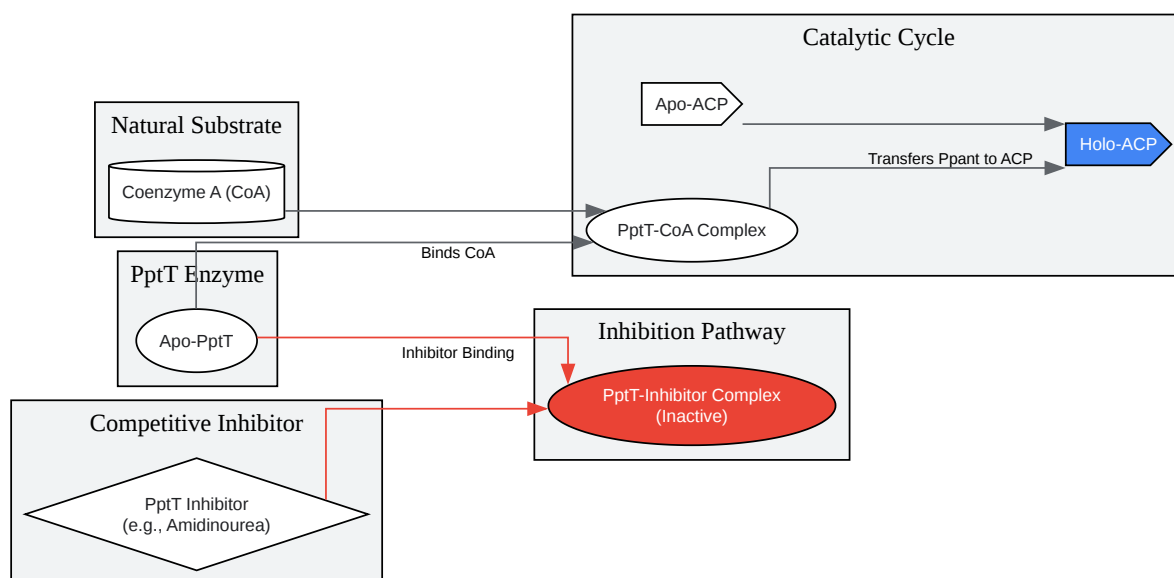 Catalytic Cycle
Apo-ACP
Natural Substrate
Holo-ACP
Transfers Ppant to ACP
Coenzyme A (CoA)
PptT-CoA Complex
Binds CoA
PptT Enzyme
Inhibition Pathway
Apo-PptT
Inhibitor Binding
PptT-Inhibitor Complex
(Inactive)
Competitive Inhibitor
PptT Inhibitor
(e.g., Amidinourea)